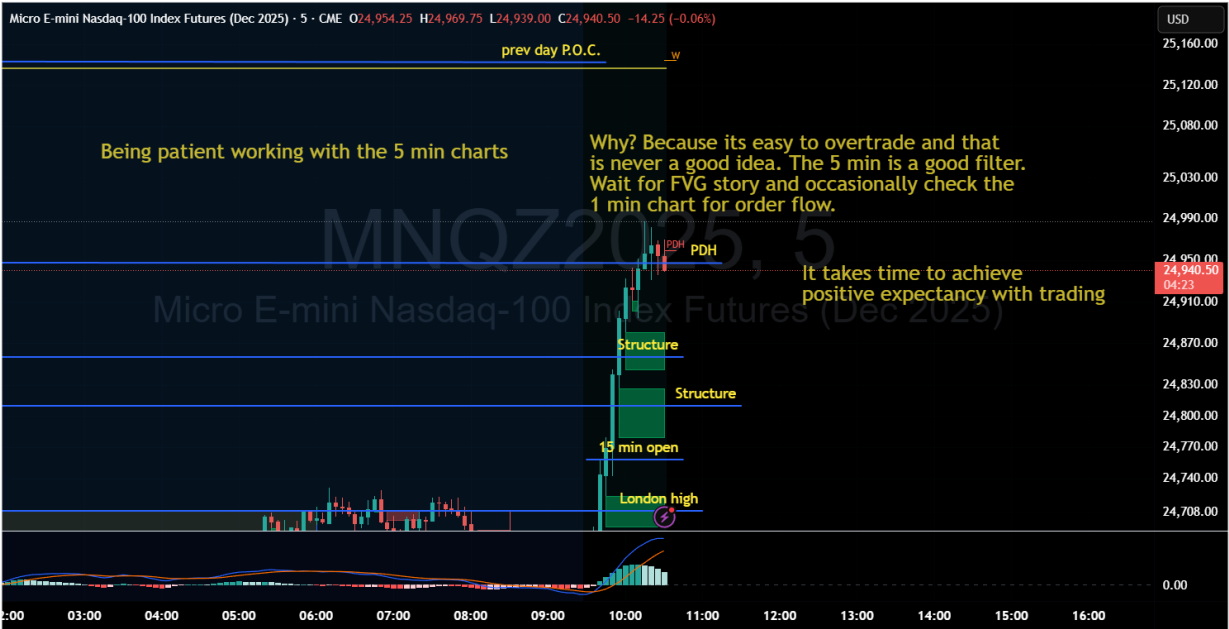 Micro E-mini Nasdaq-100 Index Futures (Dec 2025) · 5 · CME O24,954.25 H24,969.75 L24,939.00 C24,940.50 −14.25 (−0.06%)
USD
25,160.00
prev day P.O.C.
W
25,120.00
25,080.00
Being patient working with the 5 min charts
Why? Because its easy to overtrade and that
is never a good idea. The 5 min is a good filter.
Wait for FVG story and occasionally check the
1 min chart for order flow.
25,030.00
24,990.00
MNQZ2025, 5
PDH
PDH
24,950.00
24,940.50
04:23
It takes time to achieve
positive expectancy with trading
Micro E-mini Nasdaq-100 Index Futures (Dec 2025)
24,910.00
Structure
24,870.00
24,830.00
Structure
24,800.00
15 min open
24,770.00
24,740.00
London high
24,708.00
0.00
2:00 03:00 04:00 05:00 06:00 07:00 08:00 09:00 10:00 11:00 12:00 13:00 14:00 15:00 16:00